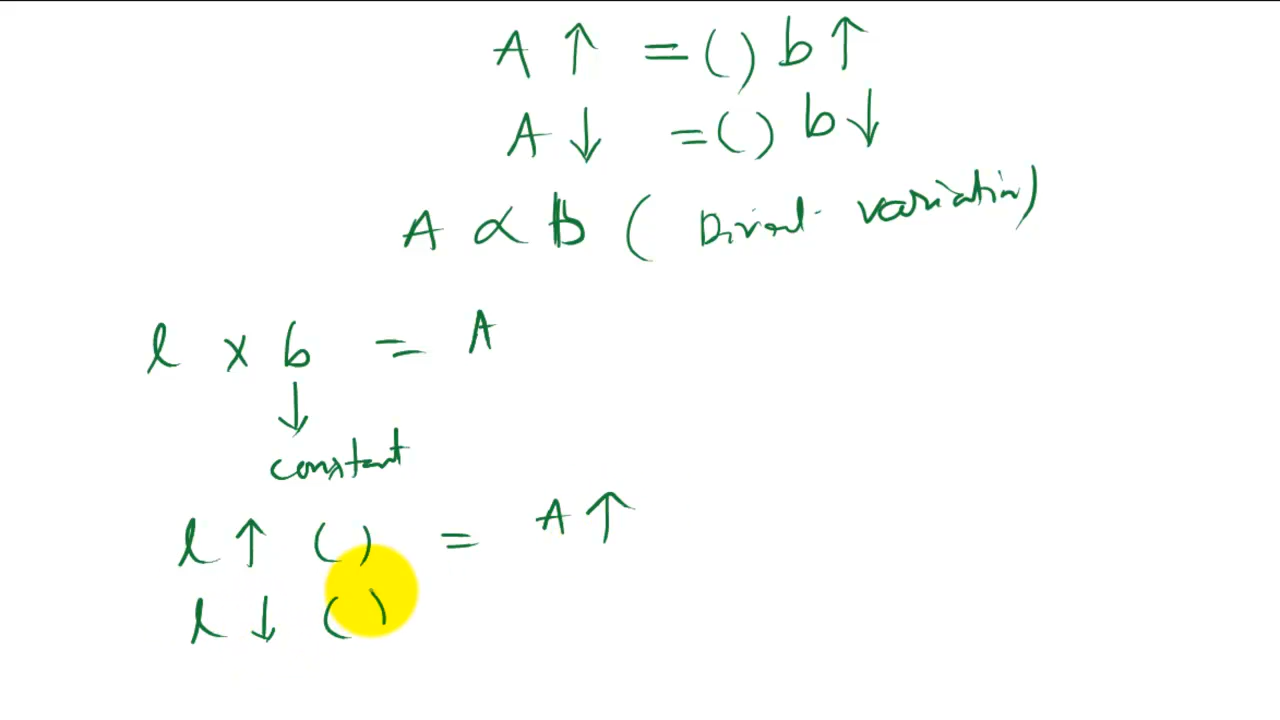 A ↑ = ( ) b ↑
A ↓ = ( ) b ↓
A ∝ B ( Direct variation)
l × b = A
↓
constant
l ↑ ( ) = A ↑
l ↓ ( )